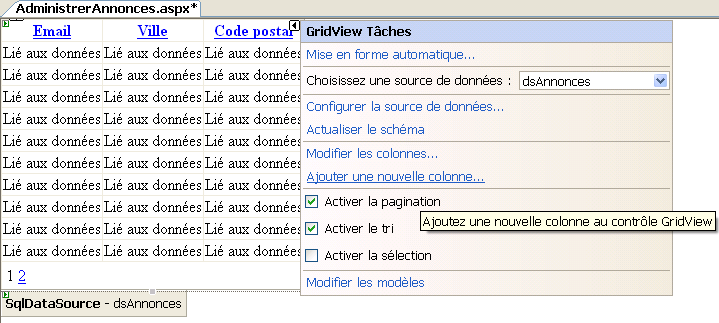 AdministrerAnnonces.aspx*
Email Ville Code postal
Lié aux données Lié aux données Lié aux données
Lié aux données Lié aux données Lié aux données
Lié aux données Lié aux données Lié aux données
Lié aux données Lié aux données Lié aux données
Lié aux données Lié aux données Lié aux données
Lié aux données Lié aux données Lié aux données
Lié aux données Lié aux données Lié aux données
Lié aux données Lié aux données Lié aux données
Lié aux données Lié aux données Lié aux données
Lié aux données Lié aux données Lié aux données
1 2
SqlDataSource - dsAnnonces
GridView Tâches
Mise en forme automatique...
Choisissez une source de données : dsAnnonces
Configurer la source de données...
Actualiser le schéma
Modifier les colonnes...
Ajouter une nouvelle colonne...
Activer la pagination
Ajoutez une nouvelle colonne au contrôle GridView
Activer le tri
Activer la sélection
Modifier les modèles